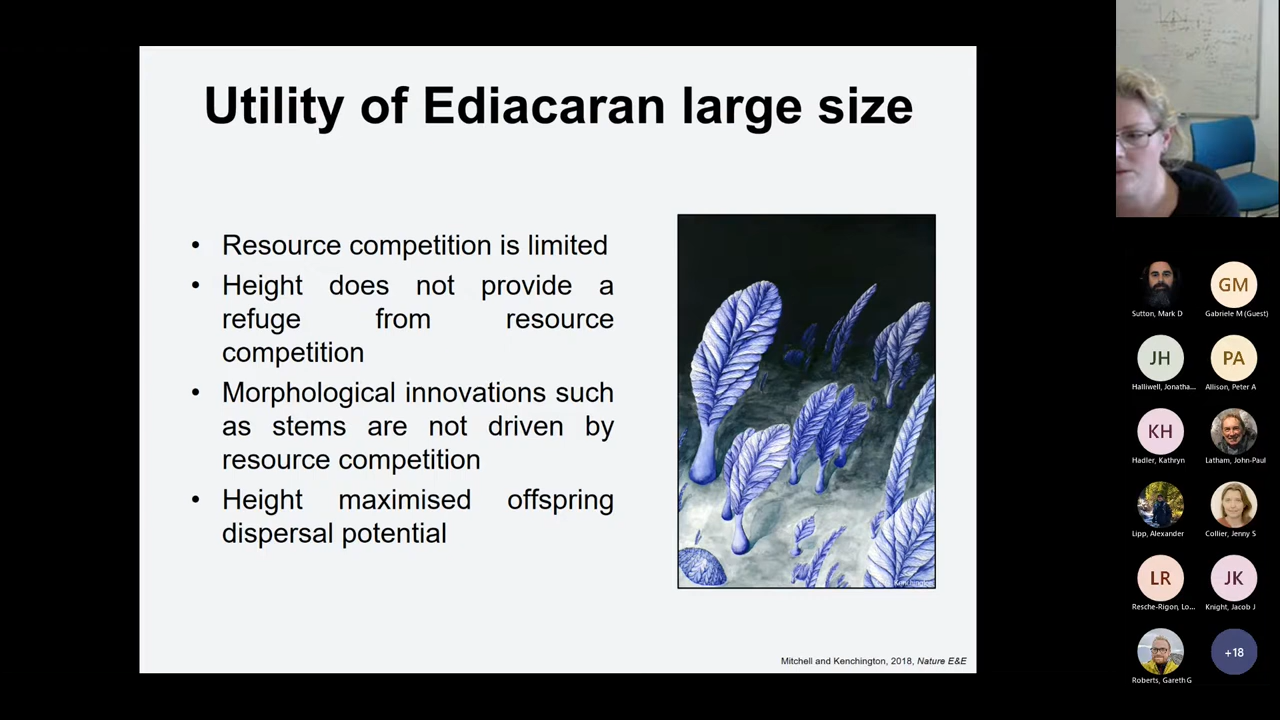 Utility of Ediacaran large size
• Resource competition is limited
• Height does not provide a
refuge from resource
competition
• Morphological innovations such
as stems are not driven by
resource competition
• Height maximised offspring
dispersal potential
Kenchington
Mitchell and Kenchington, 2018, Nature E&E
Sutton, Mark D
GM
Gabriele M (Guest)
JH
Halliwell, Jonatha...
PA
Allison, Peter A
KH
Hadler, Kathryn
Latham, John-Paul
Lipp, Alexander
Collier, Jenny S
LR
Resche-Rigon, Lo...
JK
Knight, Jacob J
Roberts, Gareth G
+18